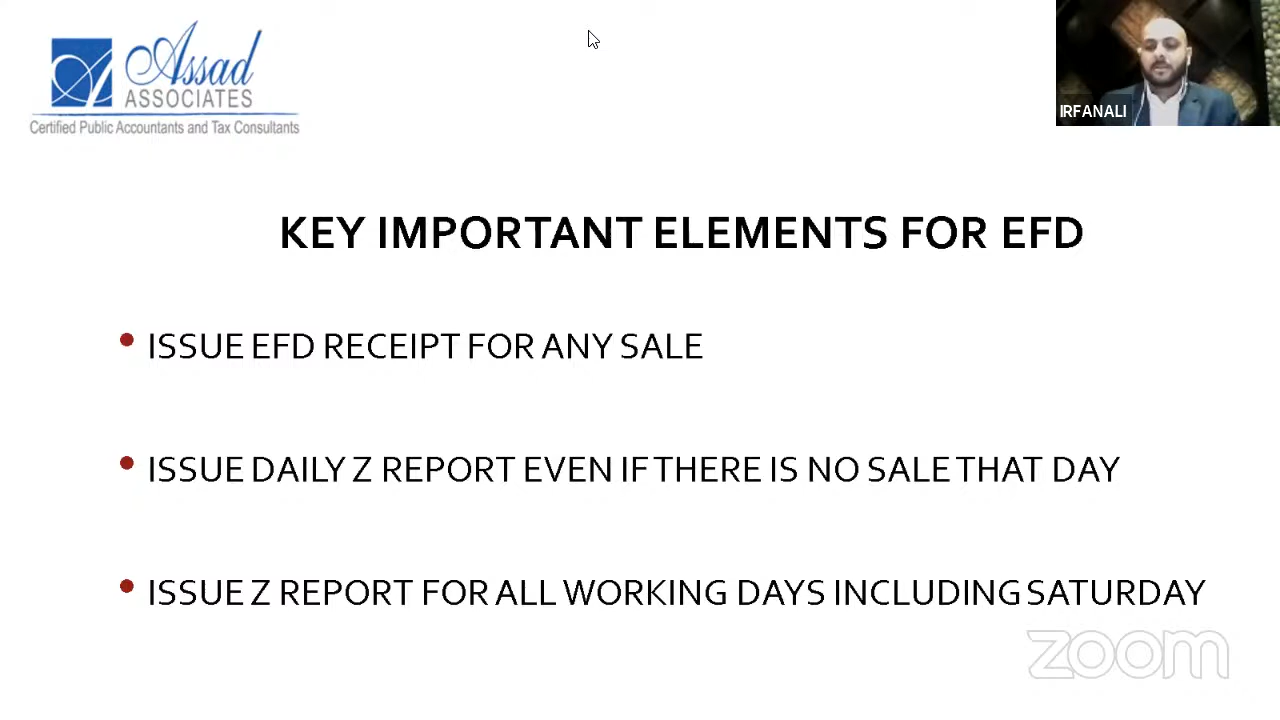 Assad
ASSOCIATES
Certified Public Accountants and Tax Consultants
IRFANALI
KEY IMPORTANT ELEMENTS FOR EFD
• ISSUE EFD RECEIPT FOR ANY SALE
• ISSUE DAILY Z REPORT EVEN IF THERE IS NO SALE THAT DAY
• ISSUE Z REPORT FOR ALL WORKING DAYS INCLUDING SATURDAY
zoom